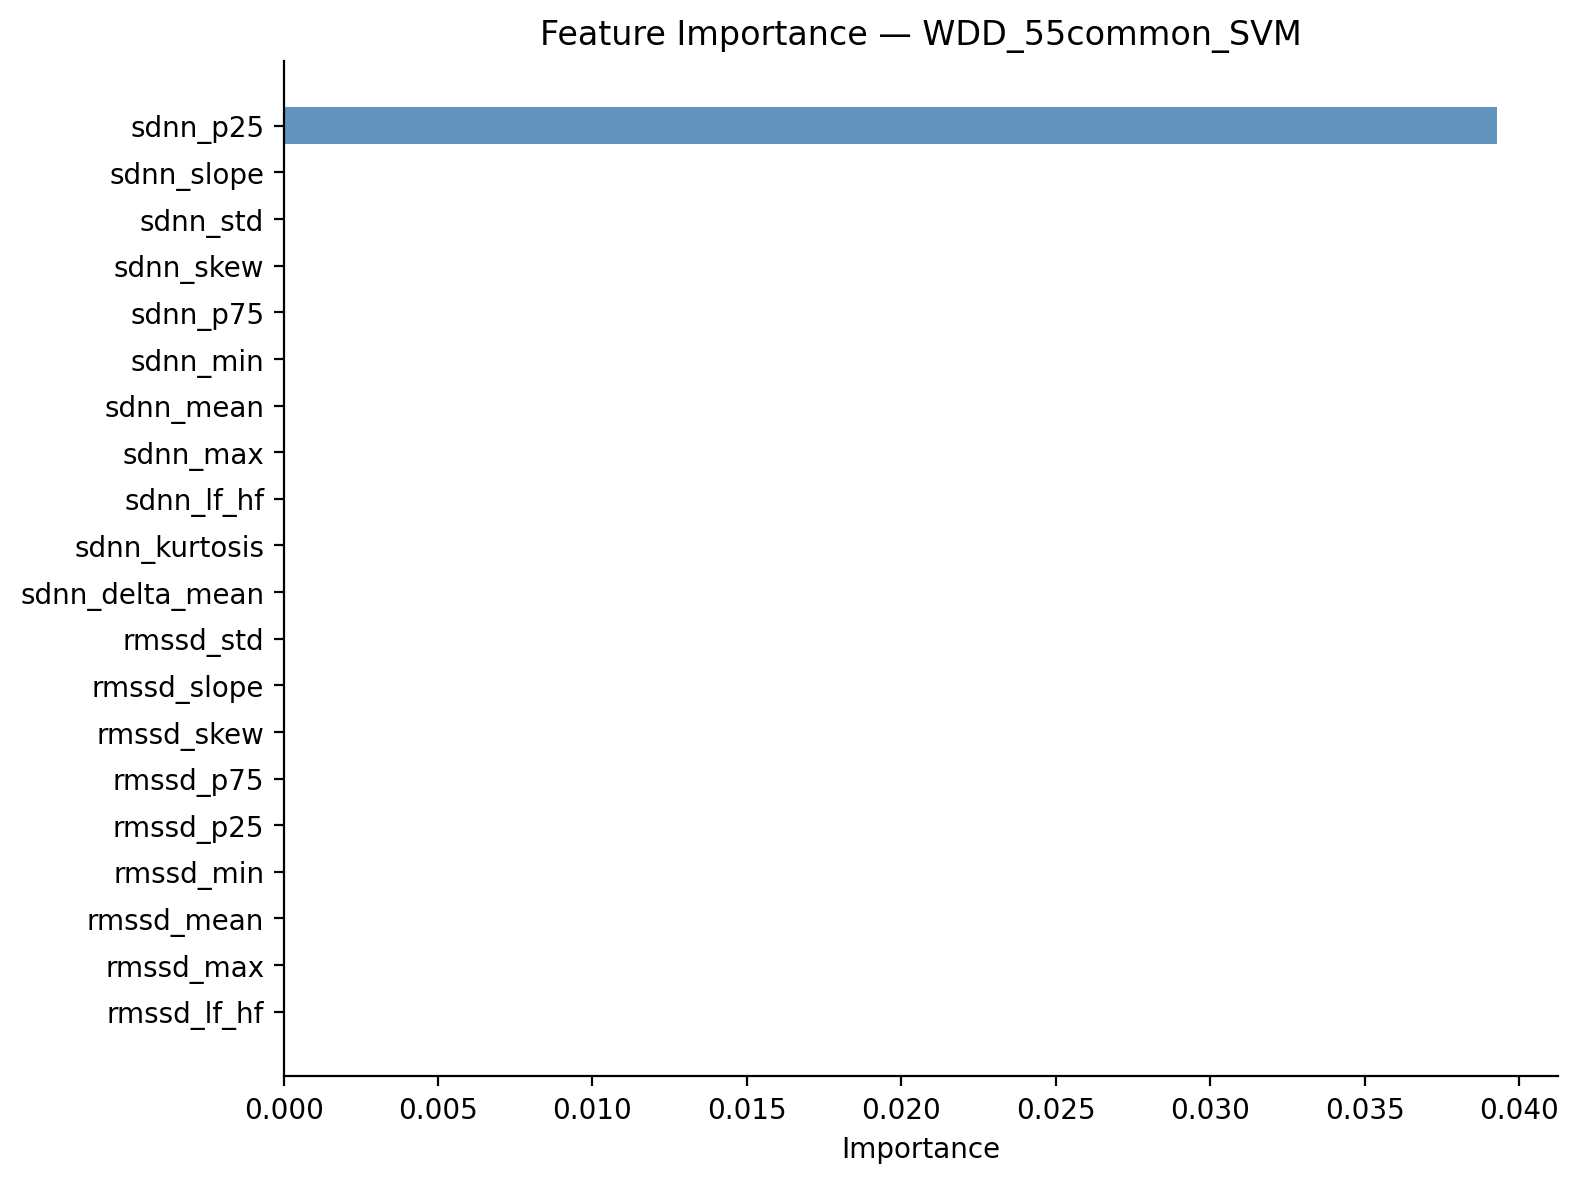 Feature Importance — WDD_55common_SVM
sdnn_p25
sdnn_slope
sdnn_std
sdnn_skew
sdnn_p75
sdnn_min
sdnn_mean
sdnn_max
sdnn_lf_hf
sdnn_kurtosis
sdnn_delta_mean
rmssd_std
rmssd_slope
rmssd_skew
rmssd_p75
rmssd_p25
rmssd_min
rmssd_mean
rmssd_max
rmssd_lf_hf
0.000 0.005 0.010 0.015 0.020 0.025 0.030 0.035 0.040
Importance